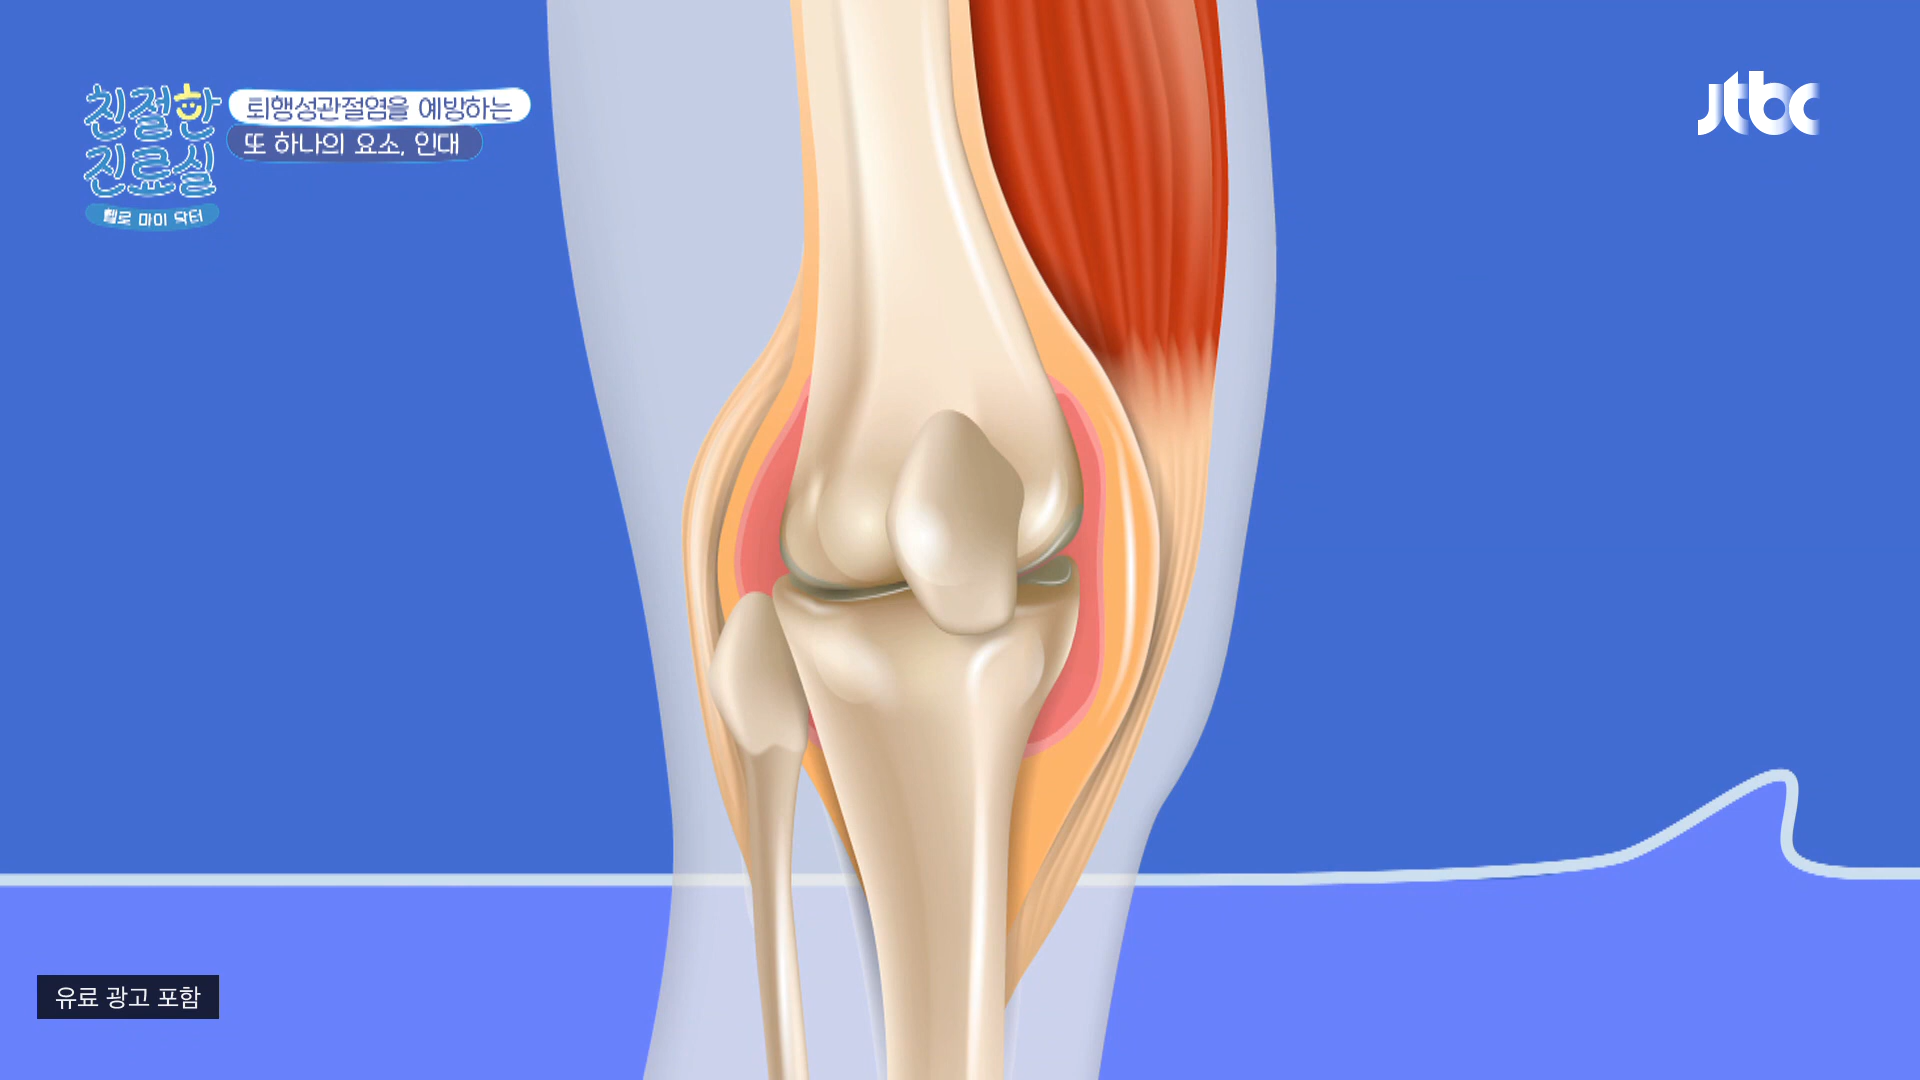 친절한
진료실
헬로 마이 닥터
퇴행성관절염을 예방하는
또 하나의 요소, 인대
jtbc
유료 광고 포함